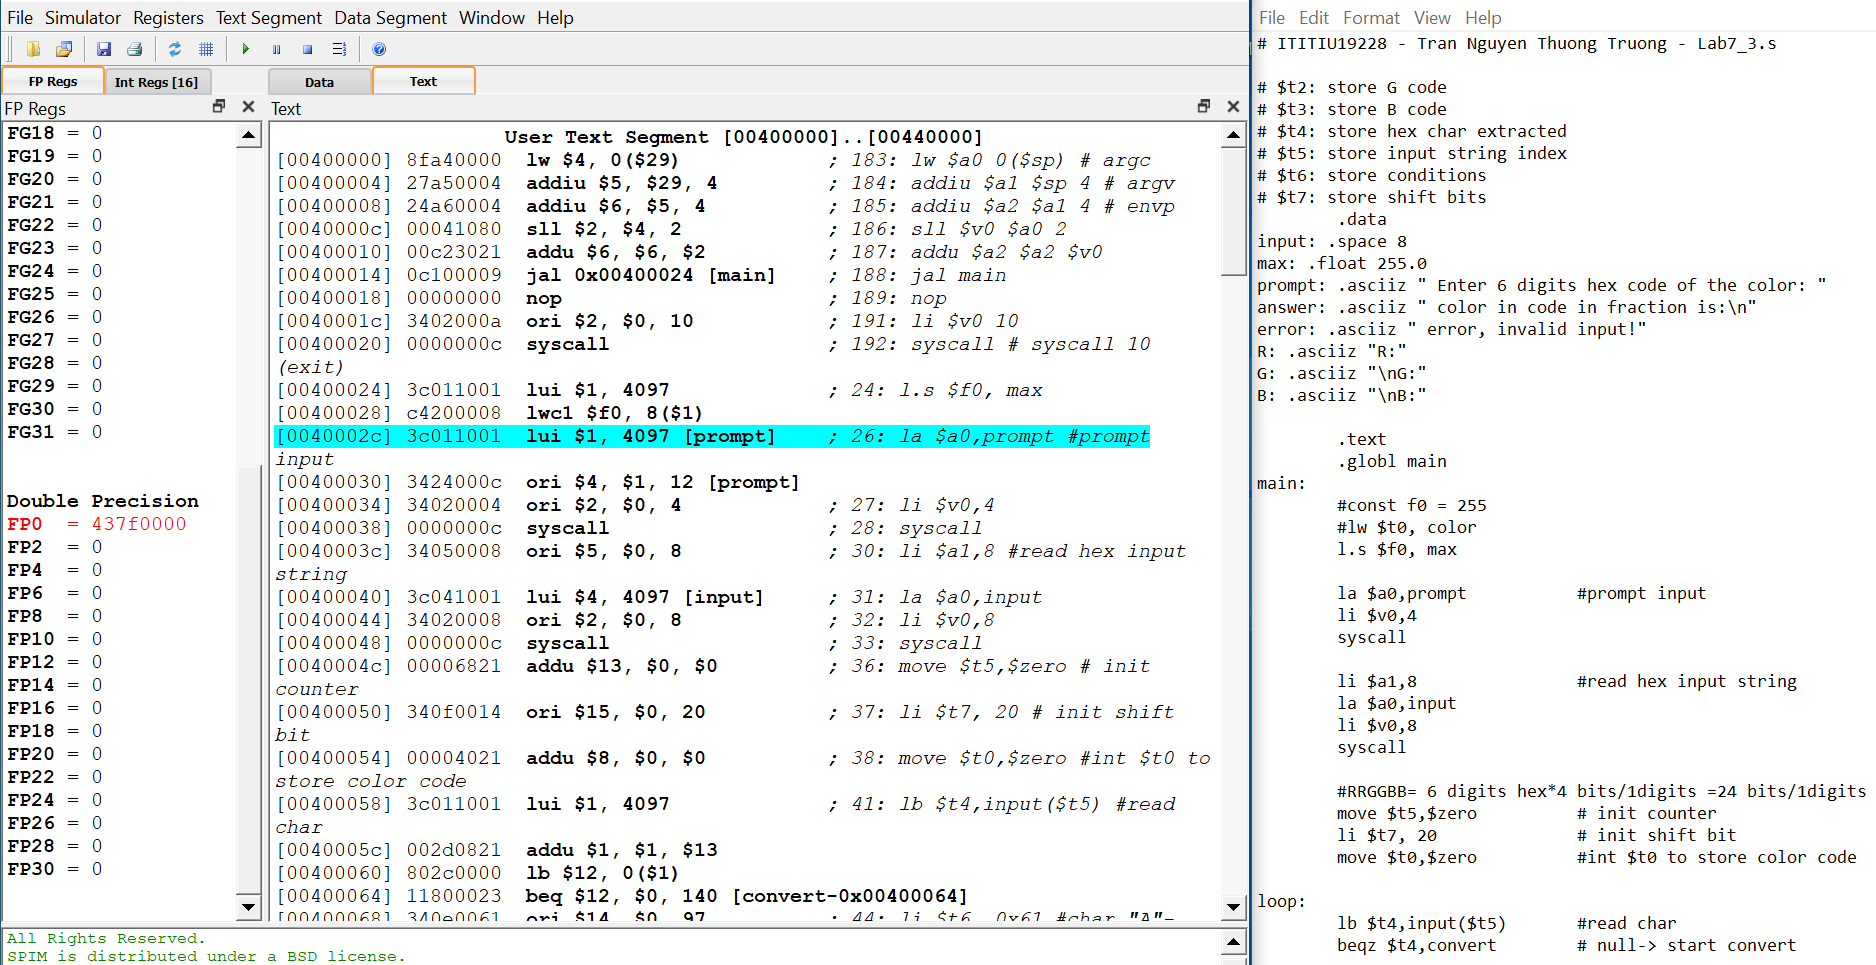 File Simulator Registers Text Segment Data Segment Window Help
FP Regs Int Regs [16]
FP Regs
FG18 = 0
FG19 = 0
FG20 = 0
FG21 = 0
FG22 = 0
FG23 = 0
FG24 = 0
FG25 = 0
FG26 = 0
FG27 = 0
FG28 = 0
FG29 = 0
FG30 = 0
FG31 = 0
Double Precision
FP0 = 437f0000
FP2 = 0
FP4 = 0
FP6 = 0
FP8 = 0
FP10 = 0
FP12 = 0
FP14 = 0
FP16 = 0
FP18 = 0
FP20 = 0
FP22 = 0
FP24 = 0
FP26 = 0
FP28 = 0
FP30 = 0
Data Text
Text
User Text Segment [00400000]..[00440000]
[00400000] 8fa40000 lw $4, 0($29) ; 183: lw $a0 0($sp) # argc
[00400004] 27a50004 addiu $5, $29, 4 ; 184: addiu $a1 $sp 4 # argv
[00400008] 24a60004 addiu $6, $5, 4 ; 185: addiu $a2 $a1 4 # envp
[0040000c] 00041080 sll $2, $4, 2 ; 186: sll $v0 $a0 2
[00400010] 00c23021 addu $6, $6, $2 ; 187: addu $a2 $a2 $v0
[00400014] 0c100009 jal 0x00400024 [main] ; 188: jal main
[00400018] 00000000 nop ; 189: nop
[0040001c] 3402000a ori $2, $0, 10 ; 191: li $v0 10
[00400020] 0000000c syscall ; 192: syscall # syscall 10
(exit)
[00400024] 3c011001 lui $1, 4097 ; 24: l.s $f0, max
[00400028] c4200008 lwc1 $f0, 8($1)
[0040002c] 3c011001 lui $1, 4097 [prompt] ; 26: la $a0,prompt #prompt
input
[00400030] 3424000c ori $4, $1, 12 [prompt]
[00400034] 34020004 ori $2, $0, 4 ; 27: li $v0,4
[00400038] 0000000c syscall ; 28: syscall
[0040003c] 34050008 ori $5, $0, 8 ; 30: li $a1,8 #read hex input
string
[00400040] 3c041001 lui $4, 4097 [input] ; 31: la $a0,input
[00400044] 34020008 ori $2, $0, 8 ; 32: li $v0,8
[00400048] 0000000c syscall ; 33: syscall
[0040004c] 00006821 addu $13, $0, $0 ; 36: move $t5,$zero # init
counter
[00400050] 340f0014 ori $15, $0, 20 ; 37: li $t7, 20 # init shift
bit
[00400054] 00004021 addu $8, $0, $0 ; 38: move $t0,$zero #int $t0 to
store color code
[00400058] 3c011001 lui $1, 4097 ; 41: lb $t4,input($t5) #read
char
[0040005c] 002d0821 addu $1, $1, $13
[00400060] 802c0000 lb $12, 0($1)
[00400064] 11800023 beq $12, $0, 140 [convert-0x00400064]
[00400068] 340e0061 ori $14, $0, 97 ; 44: li $t6, 0x61 #char "A"-
All Rights Reserved.
SPIM is distributed under a BSD license.
File Edit Format View Help
# ITITIU19228 - Tran Nguyen Thuong Truong - Lab7_3.s
# $t2: store G code
# $t3: store B code
# $t4: store hex char extracted
# $t5: store input string index
# $t6: store conditions
# $t7: store shift bits
.data
input: .space 8
max: .float 255.0
prompt: .asciiz " Enter 6 digits hex code of the color: "
answer: .asciiz " color in code in fraction is:\n"
error: .asciiz " error, invalid input!"
R: .asciiz "R:"
G: .asciiz "\nG:"
B: .asciiz "\nB:"
.text
.globl main
main:
#const f0 = 255
#lw $t0, color
l.s $f0, max
la $a0,prompt #prompt input
li $v0,4
syscall
li $a1,8 #read hex input string
la $a0,input
li $v0,8
syscall
#RRGGBB= 6 digits hex*4 bits/1digits =24 bits/1digits
move $t5,$zero # init counter
li $t7, 20 # init shift bit
move $t0,$zero #int $t0 to store color code
loop:
lb $t4,input($t5) #read char
beqz $t4,convert # null-> start convert